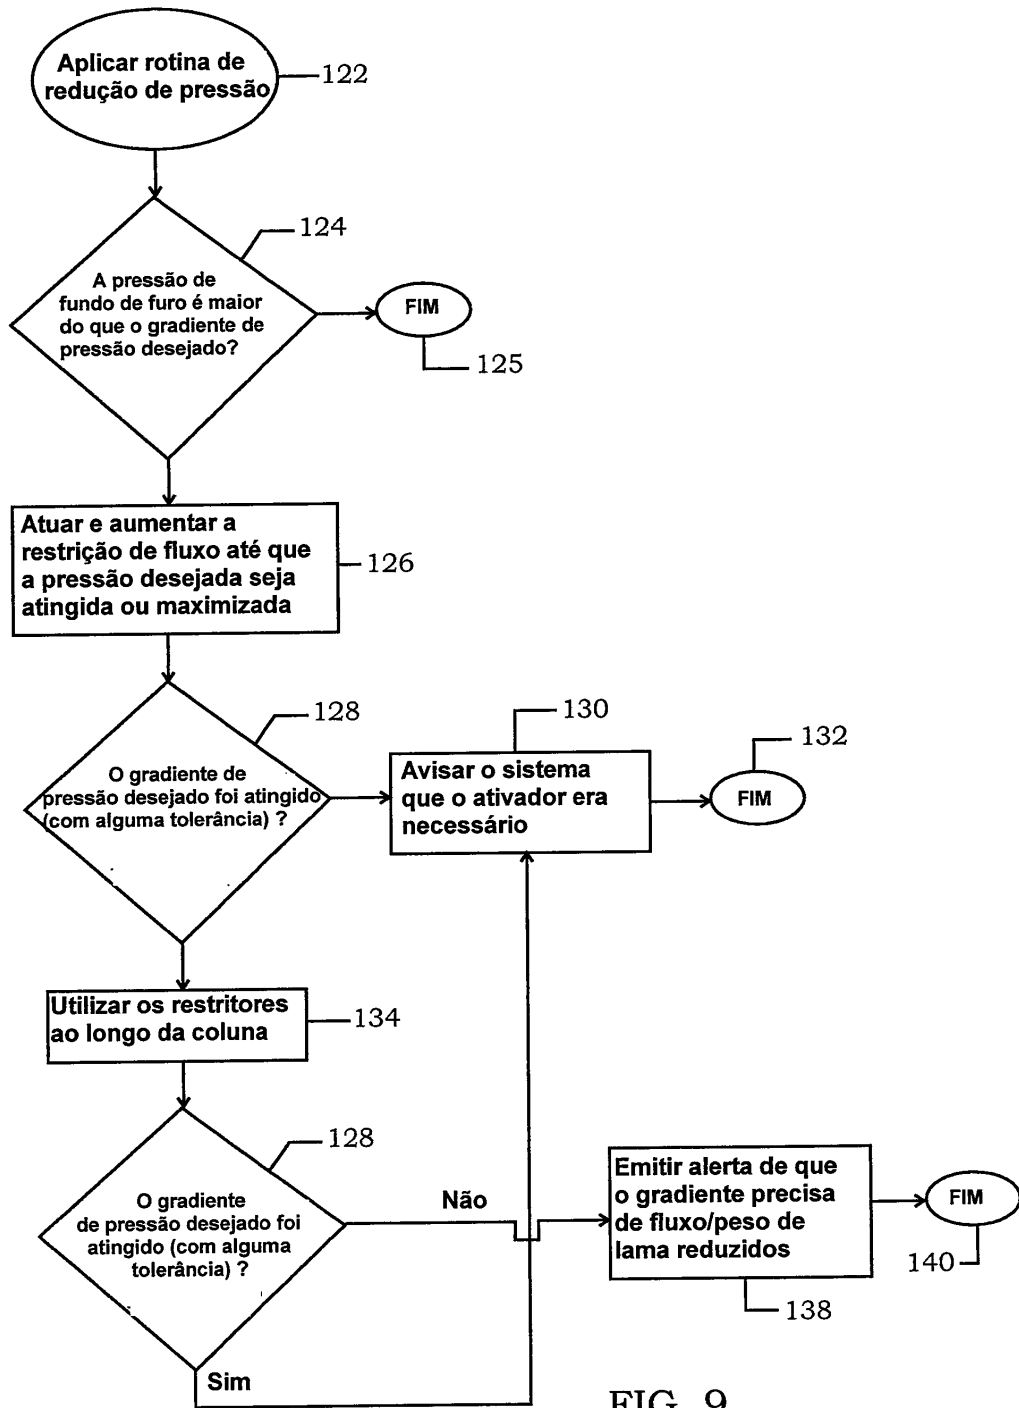 Aplicar rotina de
redução de pressão
122
124
A pressão de
fundo de furo é maior
do que o gradiente de
pressão desejado?
FIM
125
Atuar e aumentar a
restrição de fluxo até que
a pressão desejada seja
atingida ou maximizada
126
128
O gradiente de
pressão desejado foi atingido
(com alguma tolerância) ?
130
Avisar o sistema
que o ativador era
necessário
132
FIM
Utilizar os restritores
ao longo da coluna
134
128
O gradiente
de pressão desejado foi
atingido (com alguma
tolerância) ?
Não
Emitir alerta de que
o gradiente precisa
de fluxo/peso de
lama reduzidos
FIM
140
138
Sim
FIG. 9